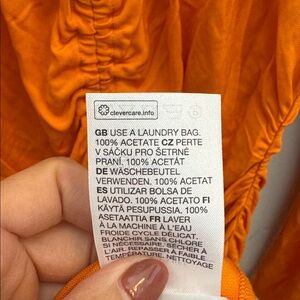 clevercare.info
GB USE A LAUNDRY BAG.
100% ACETATE CZ PERTE
V SÁČKU PRO ŠETRNÉ
PRANÍ. 100% ACETÁT
DE WÄSCHEBEUTEL
VERWENDEN. 100% ACETAT
ES UTILIZAR BOLSA DE
LAVADO. 100% ACETATO FI
KÄYTÄ PESUPUSSIA. 100%
ASETAATTIA FR LAVER
À LA MACHINE À L'EAU
FROIDE CYCLE DÉLICAT.
BLANCHIR SANS CHLORE
SI NÉCESSAIRE. SÉCHER À
L'AIR. REPASSER À FAIBLE
TEMPÉRATURE. NETTOYAGE